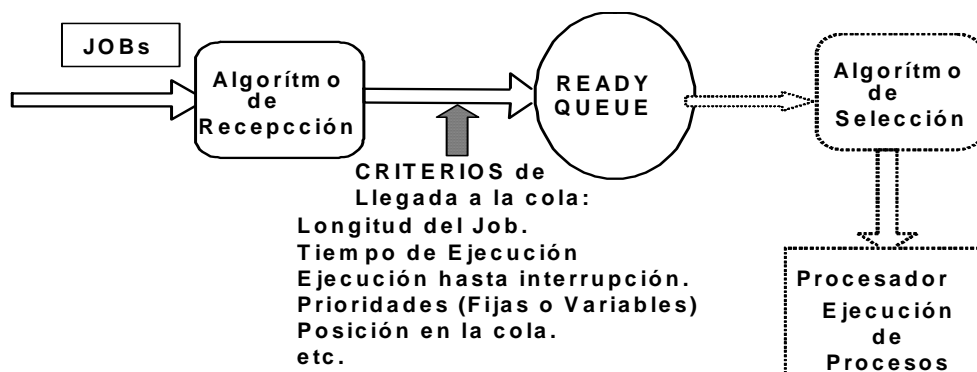 JOBs
Algorítmo
de
Recepcción
READY
QUEUE
Algorítmo
de
Selección
CRITERIOS de
Llegada a la cola:
Longitud del Job.
Tiempo de Ejecución
Ejecución hasta interrupción.
Prioridades (Fijas o Variables)
Posición en la cola.
etc.
Procesador
Ejecución
de
Procesos